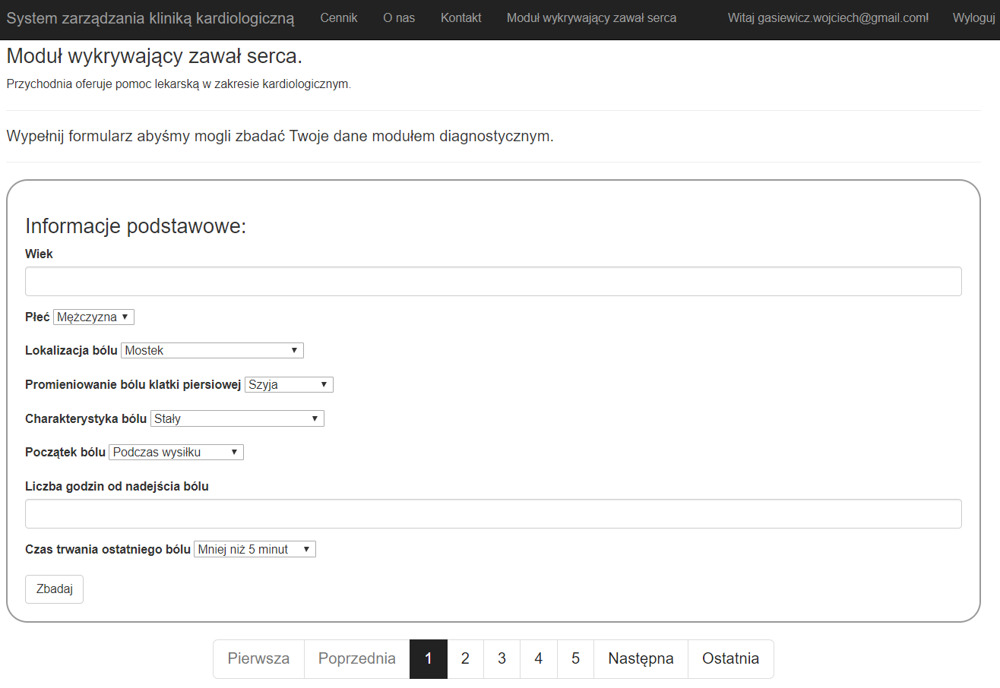 System zarządzania kliniką kardiologiczną Cennik O nas Kontakt Moduł wykrywający zawał serca Witaj gasiewicz.wojciech@gmail.com! Wyloguj
Moduł wykrywający zawał serca.
Przychodnia oferuje pomoc lekarską w zakresie kardiologicznym.
Wypełnij formularz abyśmy mogli zbadać Twoje dane modułem diagnostycznym.
Informacje podstawowe:
Wiek
Płeć Mężczyzna
Lokalizacja bólu Mostek
Promieniowanie bólu klatki piersiowej Szyja
Charakterystyka bólu Stały
Początek bólu Podczas wysiłku
Liczba godzin od nadejścia bólu
Czas trwania ostatniego bólu Mniej niż 5 minut
Zbadaj
Pierwsza Poprzednia 1 2 3 4 5 Następna Ostatnia